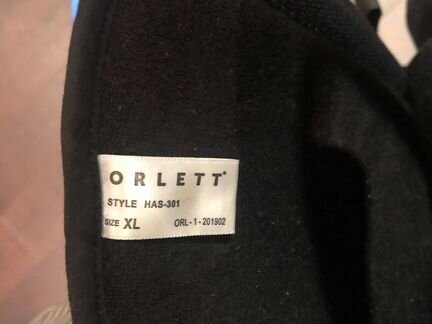 ORLETT®
STYLE HAS-301
SIZE XL ORL-1-201902